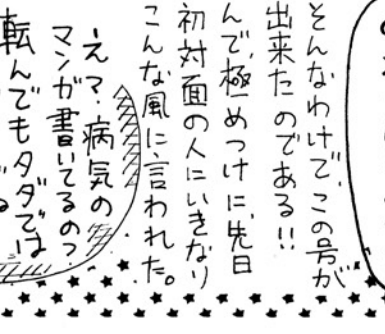 そんなわけで、この号が
出来たのである!!
んで、極めつけに、先日
初対面の人にいきなり
こんな風に言われた。
え?病気の
マンガ書いてるの?
転んでもタダでは